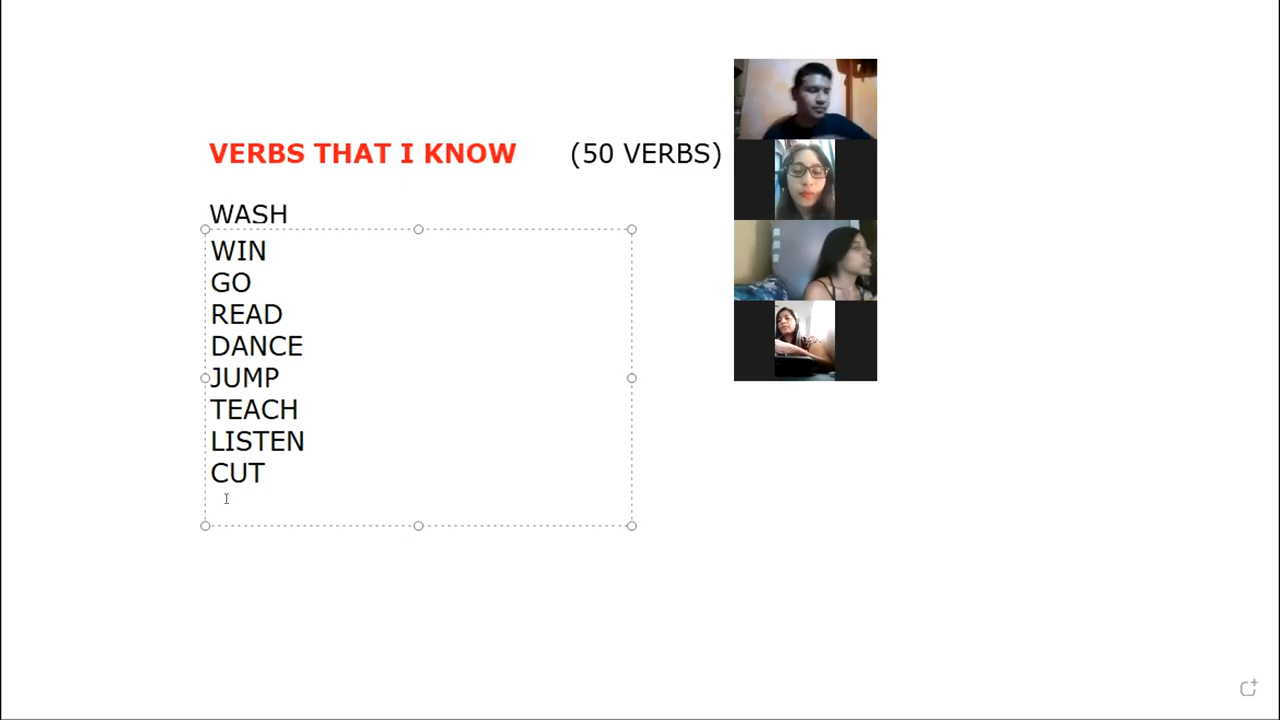 VERBS THAT I KNOW (50 VERBS)
WASH
WIN
GO
READ
DANCE
JUMP
TEACH
LISTEN
CUT